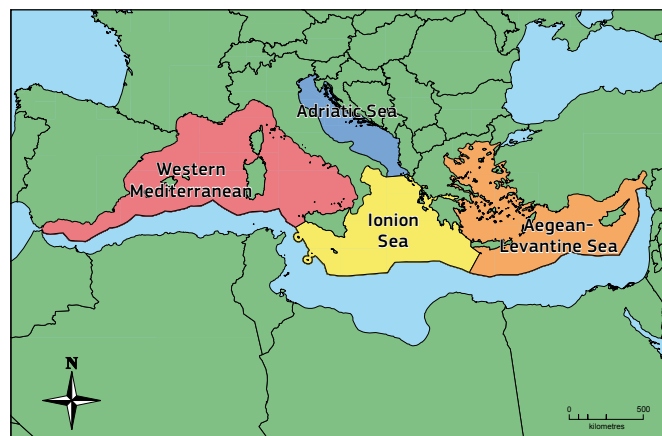 Adriatic Sea
Western
Mediterranean
Ionion
Sea
Aegean-
Levantine Sea
N
0 500
kilometres